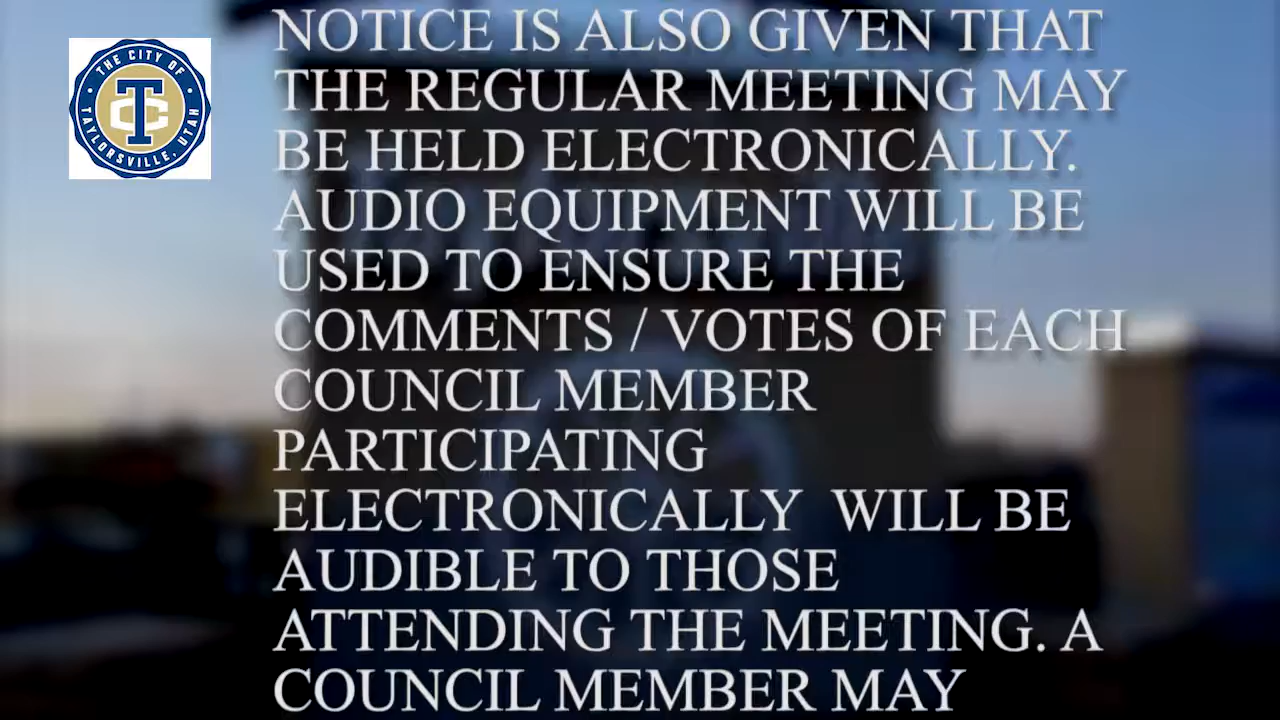 THE CITY OF
TC
TAYLORSVILLE, UTAH
NOTICE IS ALSO GIVEN THAT
THE REGULAR MEETING MAY
BE HELD ELECTRONICALLY.
AUDIO EQUIPMENT WILL BE
USED TO ENSURE THE
COMMENTS / VOTES OF EACH
COUNCIL MEMBER
PARTICIPATING
ELECTRONICALLY  WILL BE
AUDIBLE TO THOSE
ATTENDING THE MEETING. A
COUNCIL MEMBER MAY